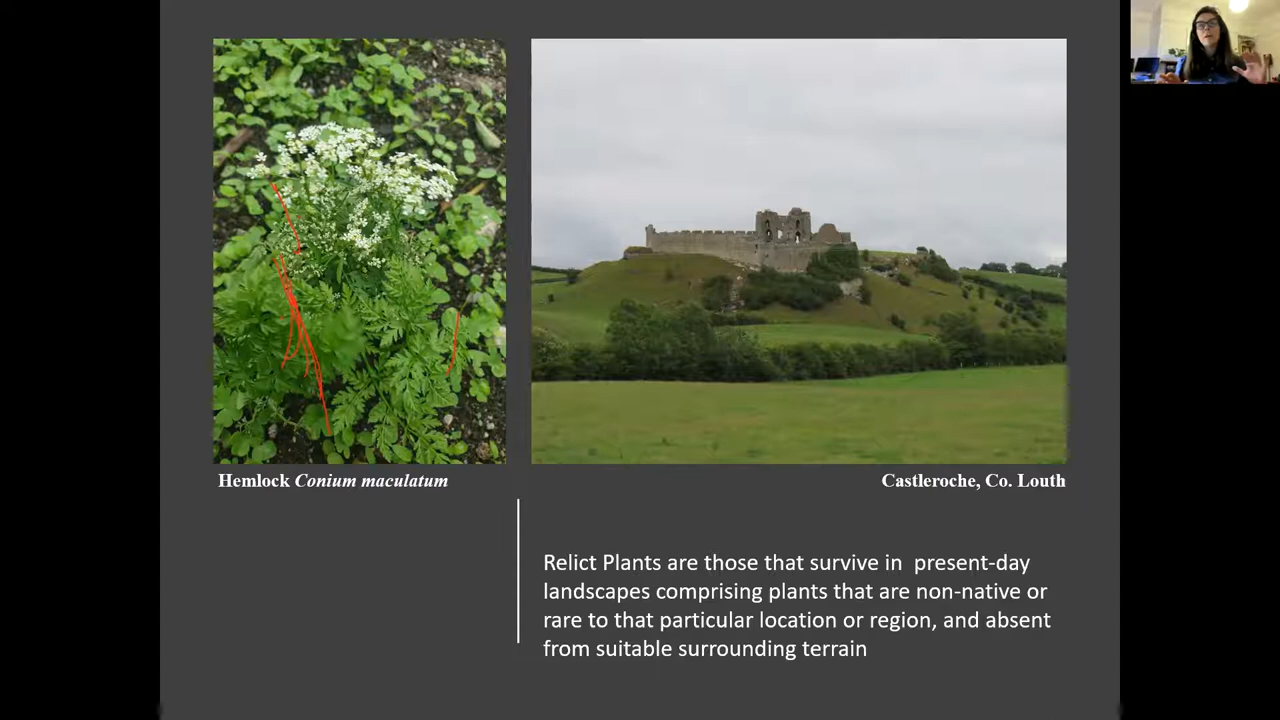 Hemlock Conium maculatum
Castleroche, Co. Louth
Relict Plants are those that survive in  present-day
landscapes comprising plants that are non-native or
rare to that particular location or region, and absent
from suitable surrounding terrain